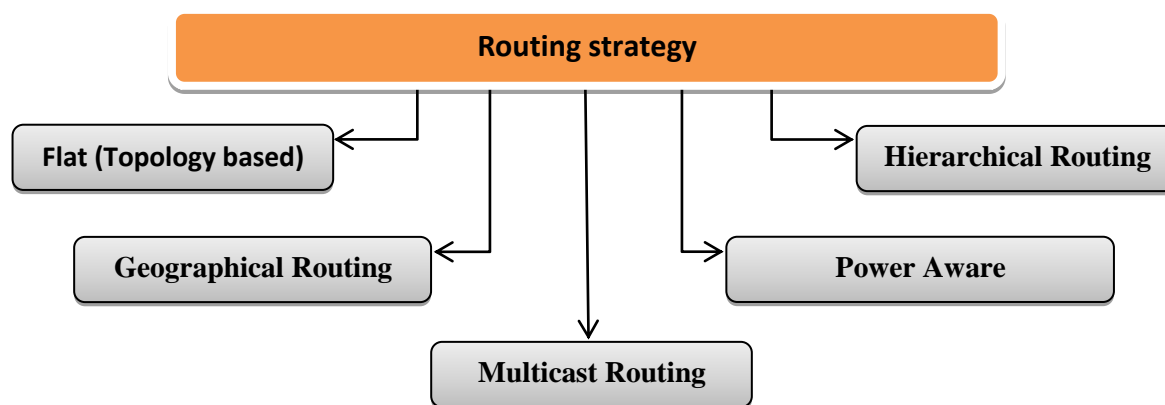 Routing strategy
Flat (Topology based)
Hierarchical Routing
Geographical Routing
Power Aware
Multicast Routing